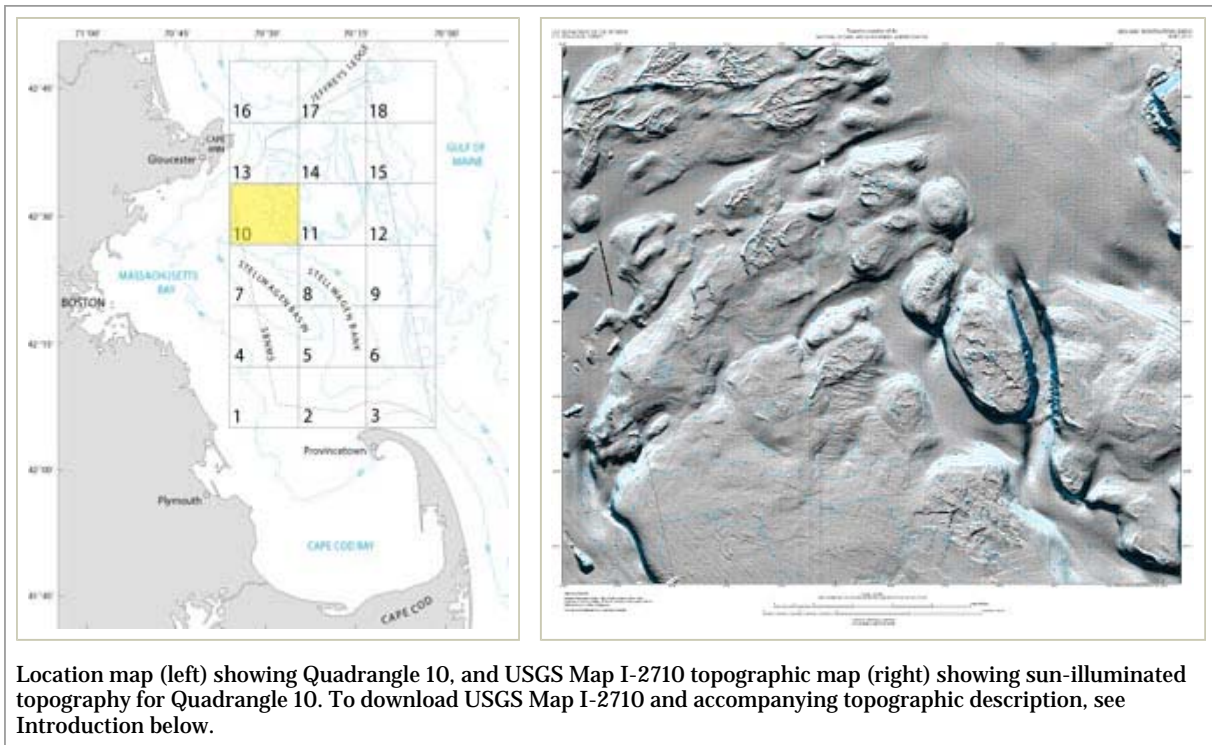 71°00'
70°45'
70°30'
70°15'
70°00'
42°40'
JEFFREYS LEDGE
16
17
18
CAPE
ANN
GULF OF
MAINE
Gloucester
13
14
15
42°30'
10
11
12
MASSACHUSETTS
BAY
STELLWAGEN BASIN
STELLWAGEN BANK
BOSTON
7
8
9
42°15'
SBNMS
4
5
6
1
2
3
Provincetown
42°00'
Plymouth
CAPE COD BAY
CAPE COD
Location map (left) showing Quadrangle 10, and USGS Map I-2710 topographic map (right) showing sun-illuminated
topography for Quadrangle 10. To download USGS Map I-2710 and accompanying topographic description, see
Introduction below.